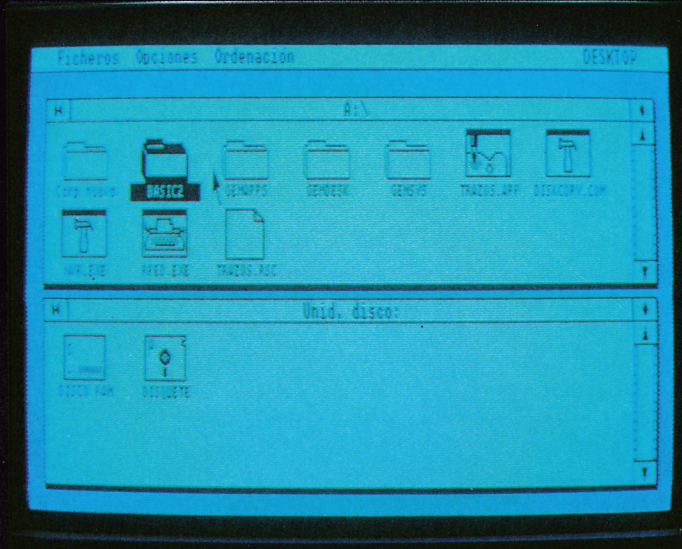 Ficheros Opciones Ordenación DESKTOP
A:\
BASIC2 GEMAPPS GEMDESK GEMSYS TRAZOS.APP DISKCOPY.COM
RPED.EXE TRAZOS.RSC
Unid. disco:
DISCO RAM DISQUETE